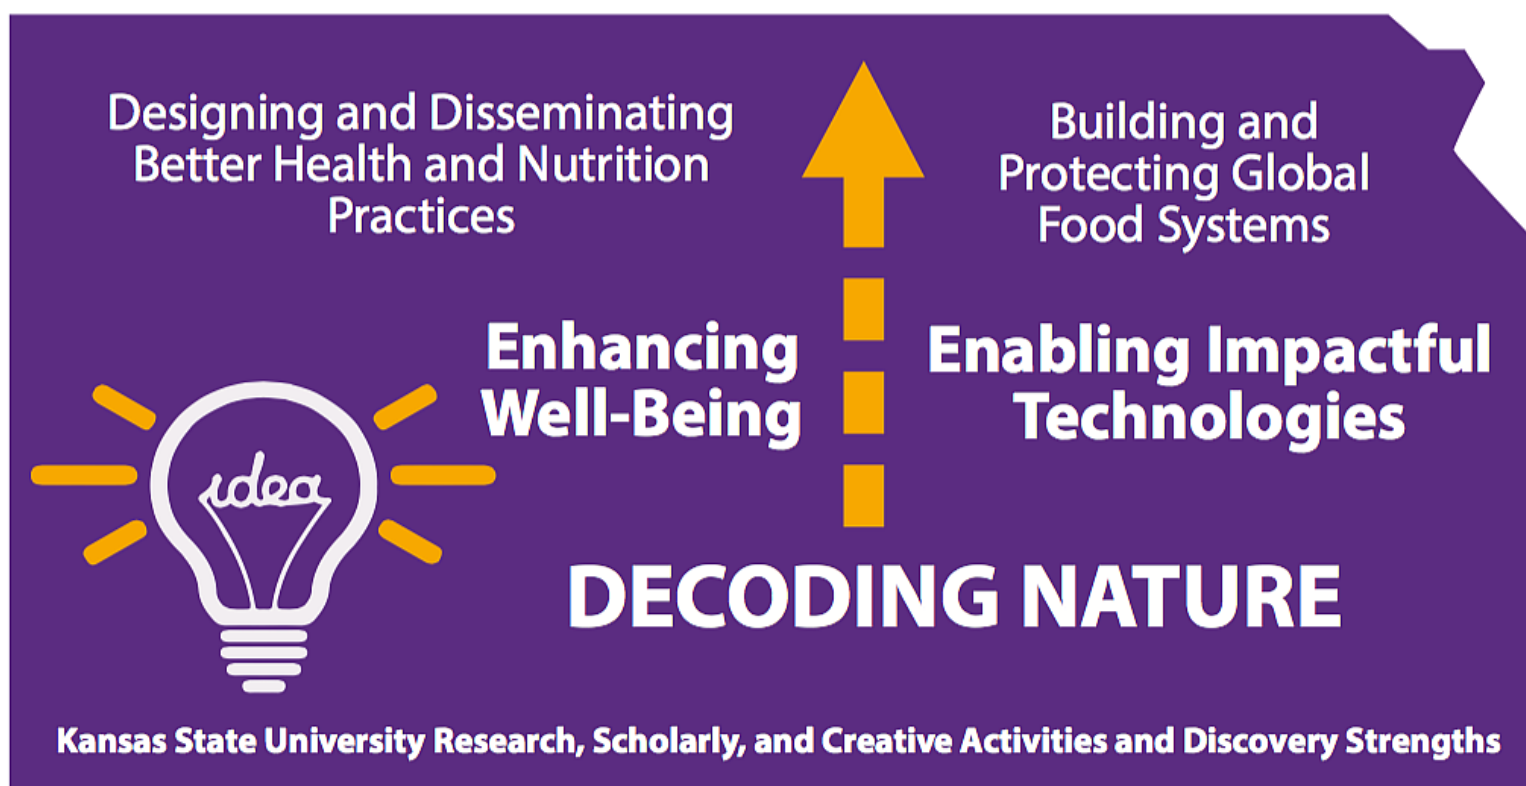 Designing and Disseminating
Better Health and Nutrition
Practices
Building and
Protecting Global
Food Systems
Enhancing
Well-Being
Enabling Impactful
Technologies
idea
DECODING NATURE
Kansas State University Research, Scholarly, and Creative Activities and Discovery Strengths